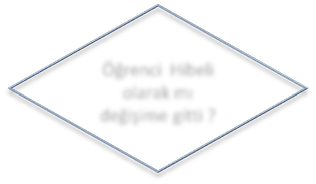 Öğrenci Hibeli
olarak mı
değişime gitti ?